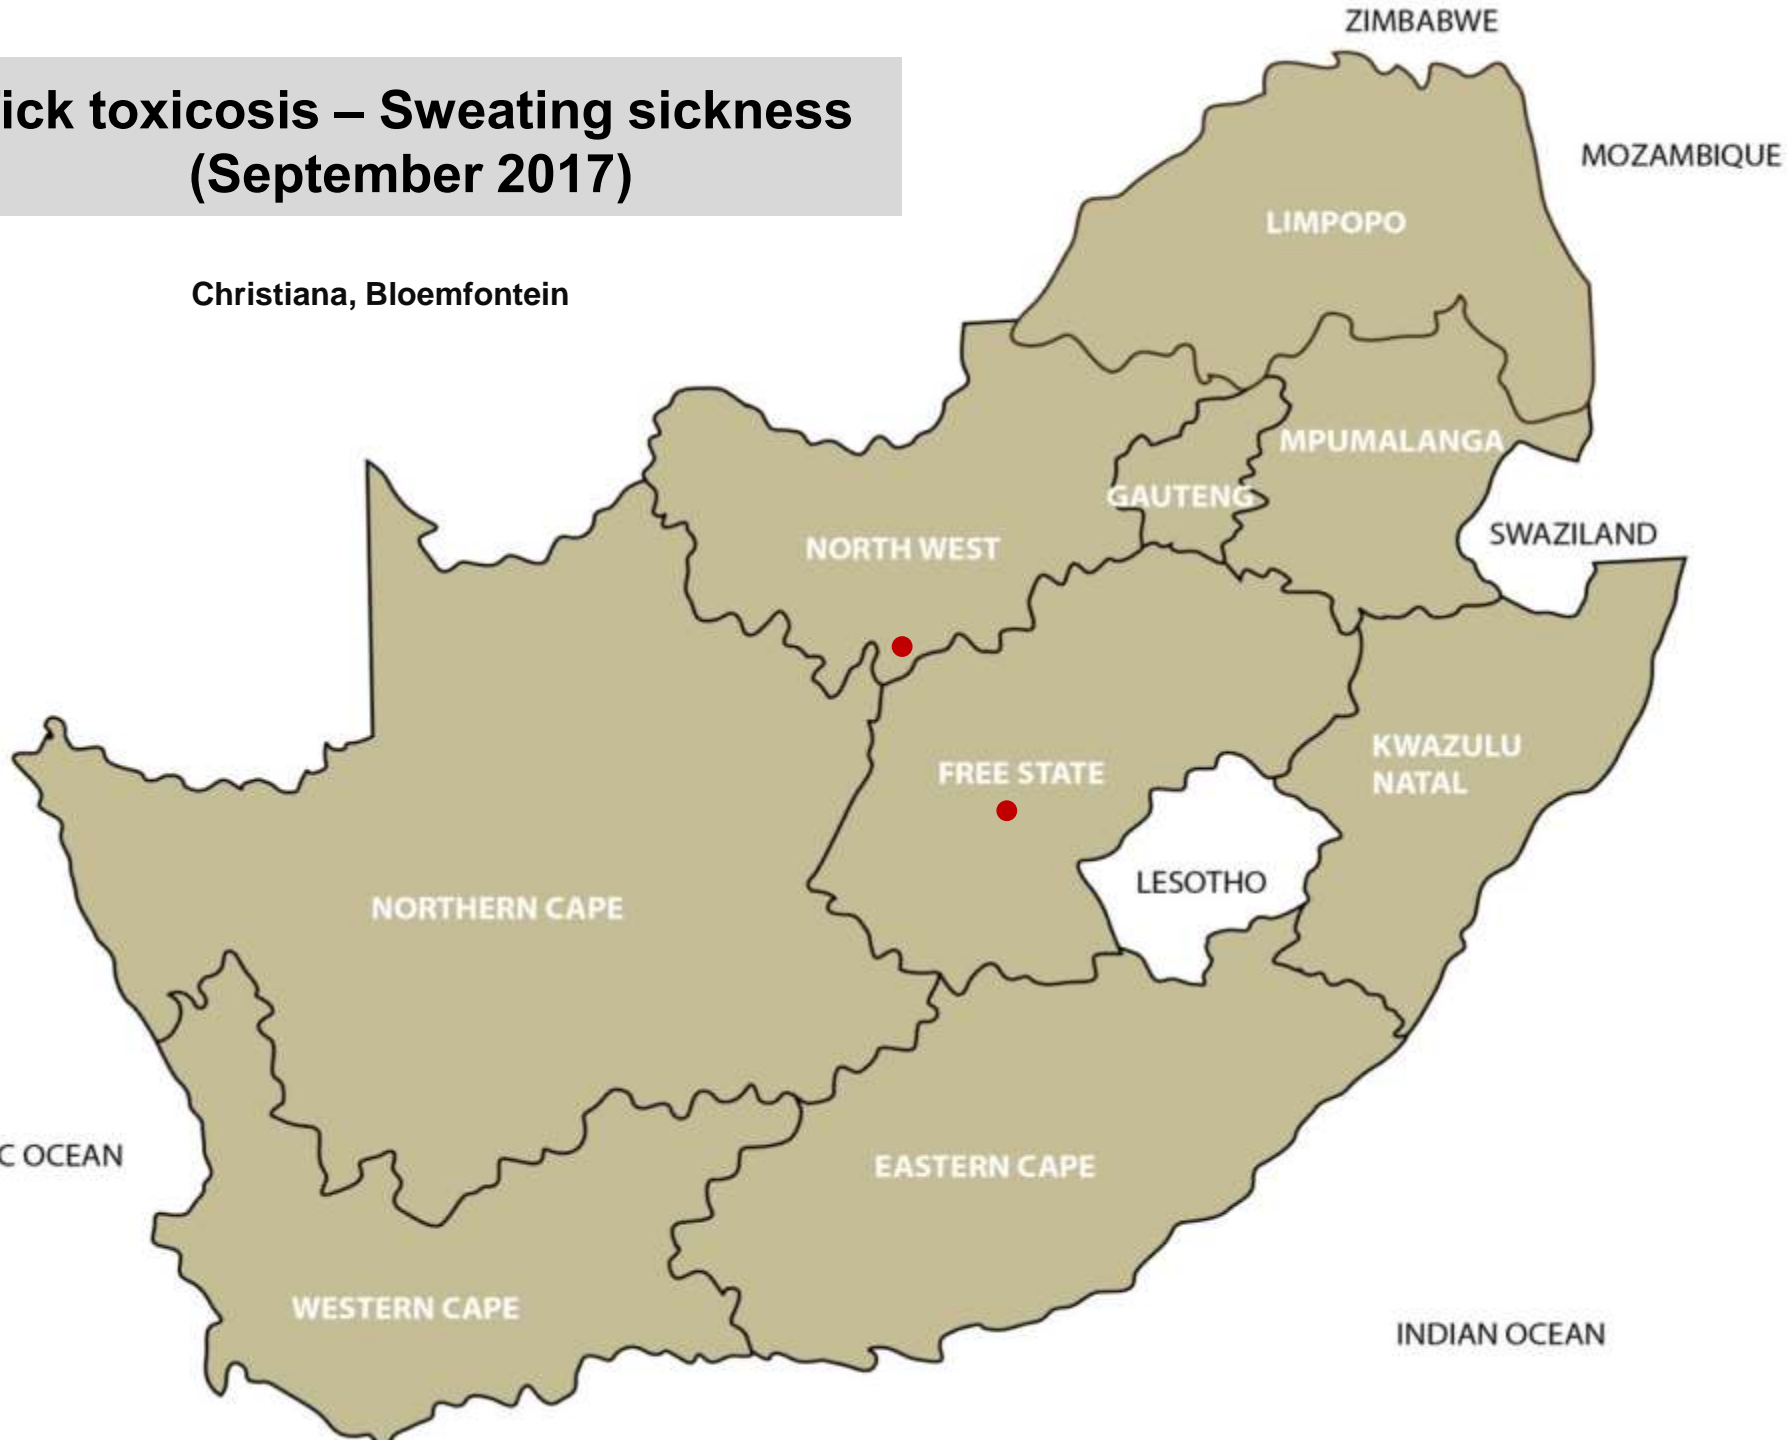 ZIMBABWE
ick toxicosis – Sweating sickness
(September 2017)
MOZAMBIQUE
LIMPOPO
Christiana, Bloemfontein
MPUMALANGA
GAUTENG
SWAZILAND
NORTH WEST
KWAZULU
NATAL
FREE STATE
LESOTHO
NORTHERN CAPE
C OCEAN
EASTERN CAPE
WESTERN CAPE
INDIAN OCEAN